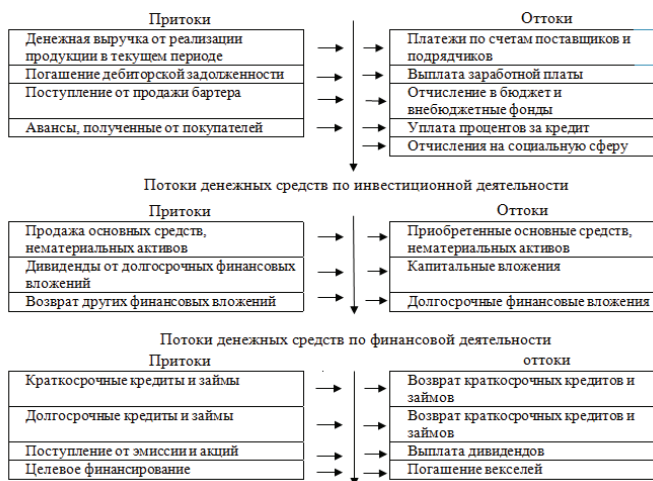 Притоки
Оттоки
Денежная выручка от реализации
продукции в текущем периоде
Платежи по счетам поставщиков и
подрядчиков
Погашение дебиторской задолженности
Выплата заработной платы
Поступление от продажи бартера
Отчисление в бюджет и
внебюджетные фонды
Авансы, полученные от покупателей
Уплата процентов за кредит
Отчисления на социальную сферу
Потоки денежных средств по инвестиционной деятельности
Притоки
Оттоки
Продажа основных средств,
нематериальных активов
Приобретенные основные средств,
нематериальных активов
Дивиденды от долгосрочных финансовых
вложений
Капитальные вложения
Возврат других финансовых вложений
Долгосрочные финансовые вложения
Потоки денежных средств по финансовой деятельности
Притоки
оттоки
Краткосрочные кредиты и займы
Возврат краткосрочных кредитов и
займов
Долгосрочные кредиты и займы
Возврат краткосрочных кредитов и
займов
Поступление от эмиссии и акций
Выплата дивидендов
Целевое финансирование
Погашение векселей